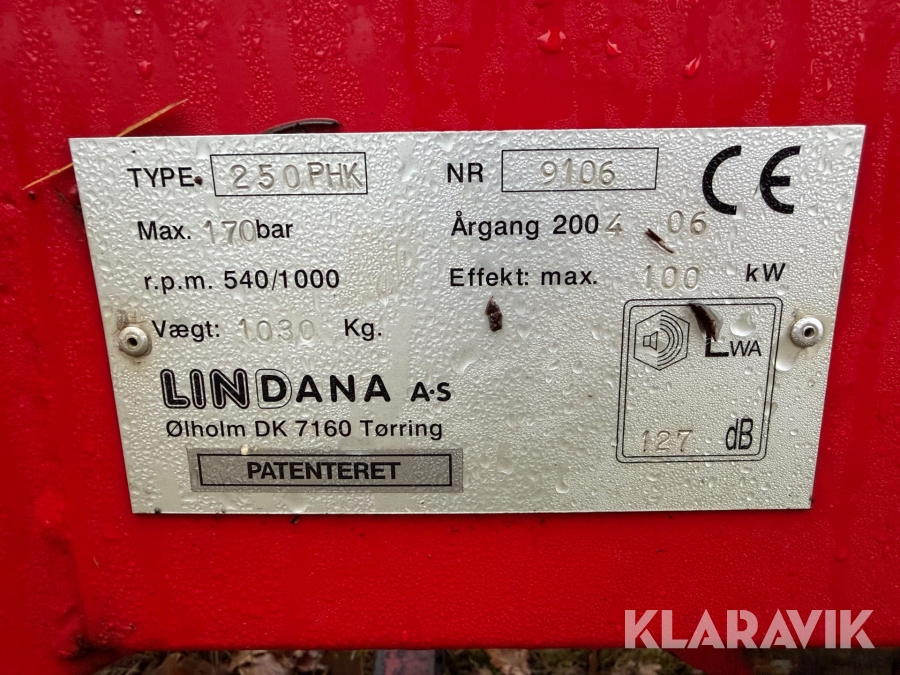 TYPE. 250PHK NR 9106 CE
Max. 170bar Årgang 2004 06
r.p.m. 540/1000 Effekt: max. 100 kW
Vægt: 1030 Kg. LWA
LINDANA A·S
Ølholm DK 7160 Tørring 127 dB
PATENTERET
KLARAVIK